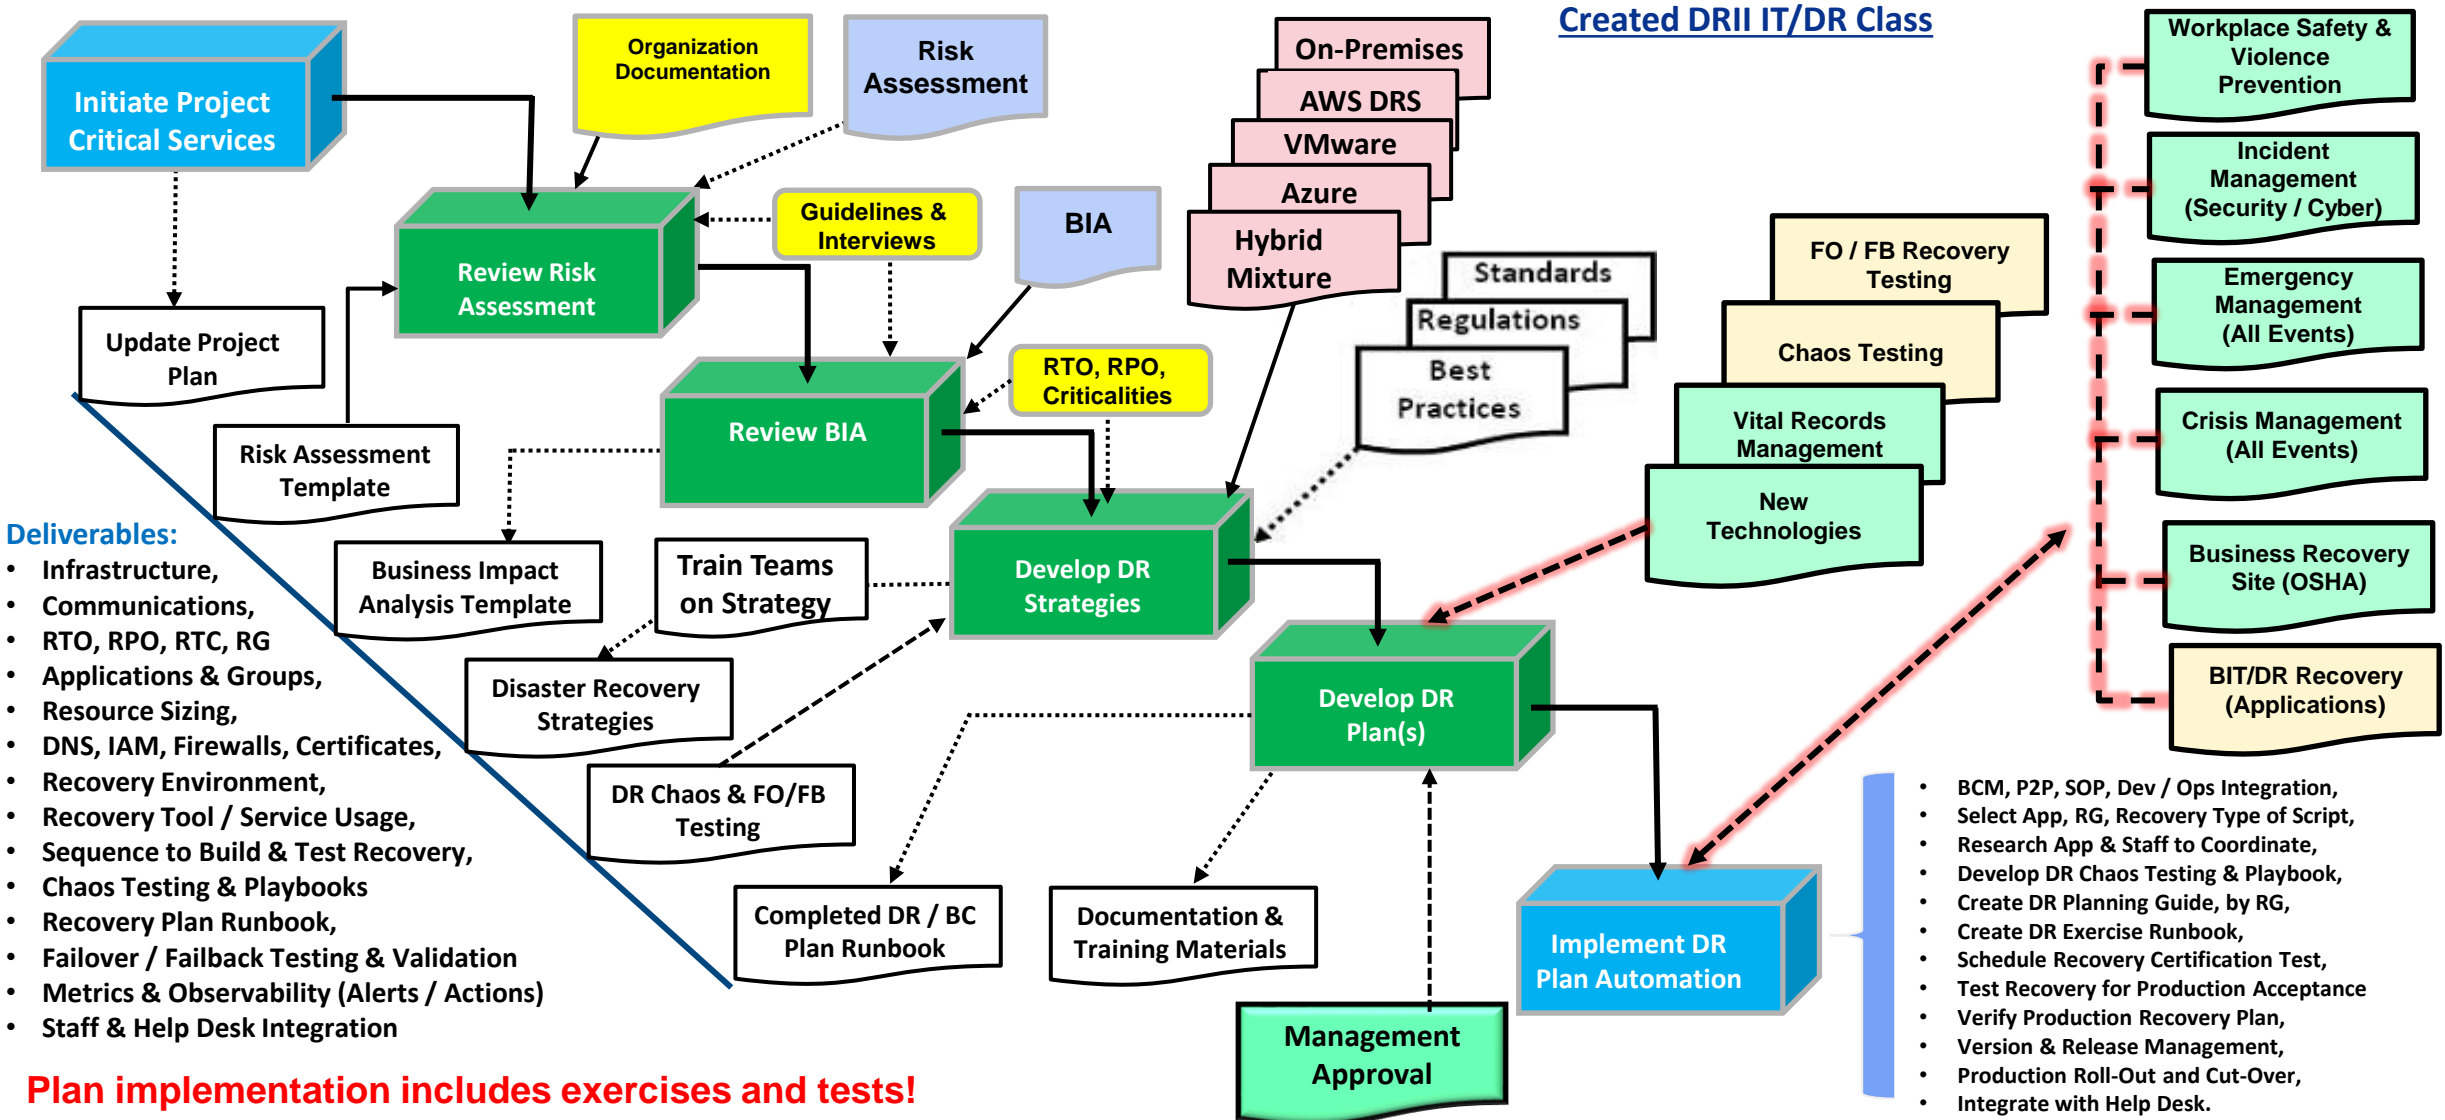 Created DRII IT/DR Class
Initiate Project
Critical Services
Organization
Documentation
Risk
Assessment
On-Premises
AWS DRS
VMware
Azure
Hybrid
Mixture
Workplace Safety &
Violence
Prevention
Incident
Management
(Security / Cyber)
Emergency
Management
(All Events)
Crisis Management
(All Events)
Business Recovery
Site (OSHA)
BIT/DR Recovery
(Applications)
Guidelines &
Interviews
BIA
Review Risk
Assessment
Standards
Regulations
Best
Practices
FO / FB Recovery
Testing
Chaos Testing
Vital Records
Management
New
Technologies
Update Project
Plan
RTO, RPO,
Criticalities
Review BIA
Risk Assessment
Template
Business Impact
Analysis Template
Train Teams
on Strategy
Develop DR
Strategies
Disaster Recovery
Strategies
Develop DR
Plan(s)
DR Chaos & FO/FB
Testing
Completed DR / BC
Plan Runbook
Documentation &
Training Materials
Implement DR
Plan Automation
Management
Approval
Deliverables:
• Infrastructure,
• Communications,
• RTO, RPO, RTC, RG
• Applications & Groups,
• Resource Sizing,
• DNS, IAM, Firewalls, Certificates,
• Recovery Environment,
• Recovery Tool / Service Usage,
• Sequence to Build & Test Recovery,
• Chaos Testing & Playbooks
• Recovery Plan Runbook,
• Failover / Failback Testing & Validation
• Metrics & Observability (Alerts / Actions)
• Staff & Help Desk Integration
Plan implementation includes exercises and tests!
• BCM, P2P, SOP, Dev / Ops Integration,
• Select App, RG, Recovery Type of Script,
• Research App & Staff to Coordinate,
• Develop DR Chaos Testing & Playbook,
• Create DR Planning Guide, by RG,
• Create DR Exercise Runbook,
• Schedule Recovery Certification Test,
• Test Recovery for Production Acceptance
• Verify Production Recovery Plan,
• Version & Release Management,
• Production Roll-Out and Cut-Over,
• Integrate with Help Desk.